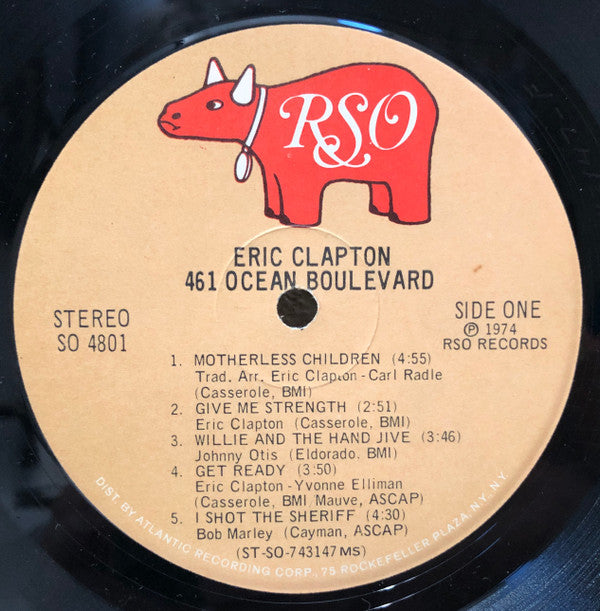 RSO
ERIC CLAPTON
461 OCEAN BOULEVARD
STEREO
SO 4801
SIDE ONE
℗ 1974
RSO RECORDS
1. MOTHERLESS CHILDREN (4:55)
Trad. Arr. Eric Clapton-Carl Radle
(Casserole, BMI)
2. GIVE ME STRENGTH (2:51)
Eric Clapton (Casserole, BMI)
3. WILLIE AND THE HAND JIVE (3:46)
Johnny Otis (Eldorado, BMI)
4. GET READY (3:50)
Eric Clapton-Yvonne Elliman
(Casserole, BMI, Mauve, ASCAP)
5. I SHOT THE SHERIFF (4:30)
Bob Marley (Cayman, ASCAP)
(ST-SO-743147 MS)
DIST. BY ATLANTIC RECORDING CORP., 75 ROCKEFELLER PLAZA, N.Y., N.Y.